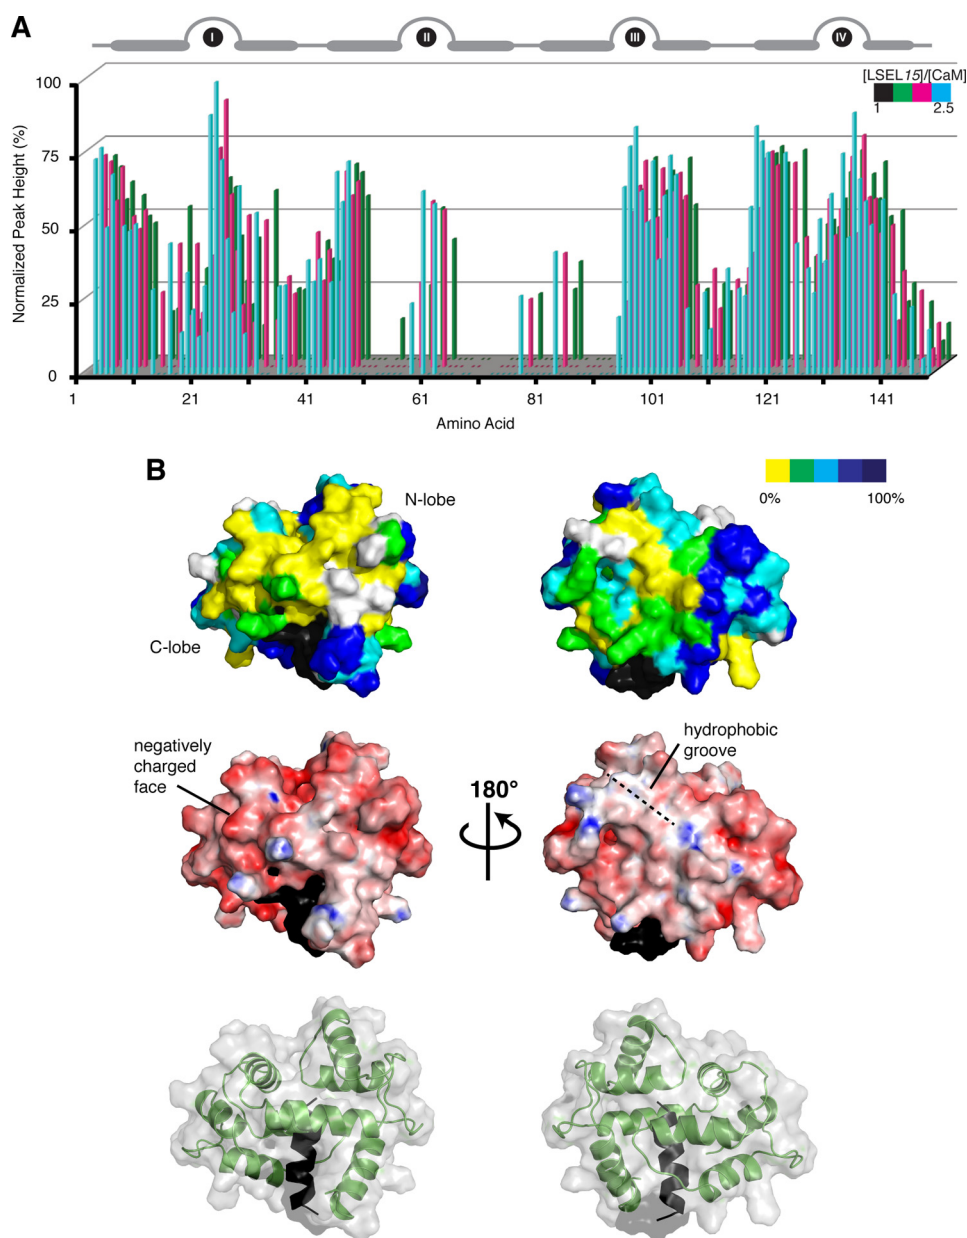 A
I
II
III
IV
[LSEL15]/[CaM]
1
2.5
Normalized Peak Height (%)
100
75
50
25
0
1
21
41
61
81
101
121
141
Amino Acid
B
N-lobe
C-lobe
0%
100%
negatively
charged
face
180°
hydrophobic
groove